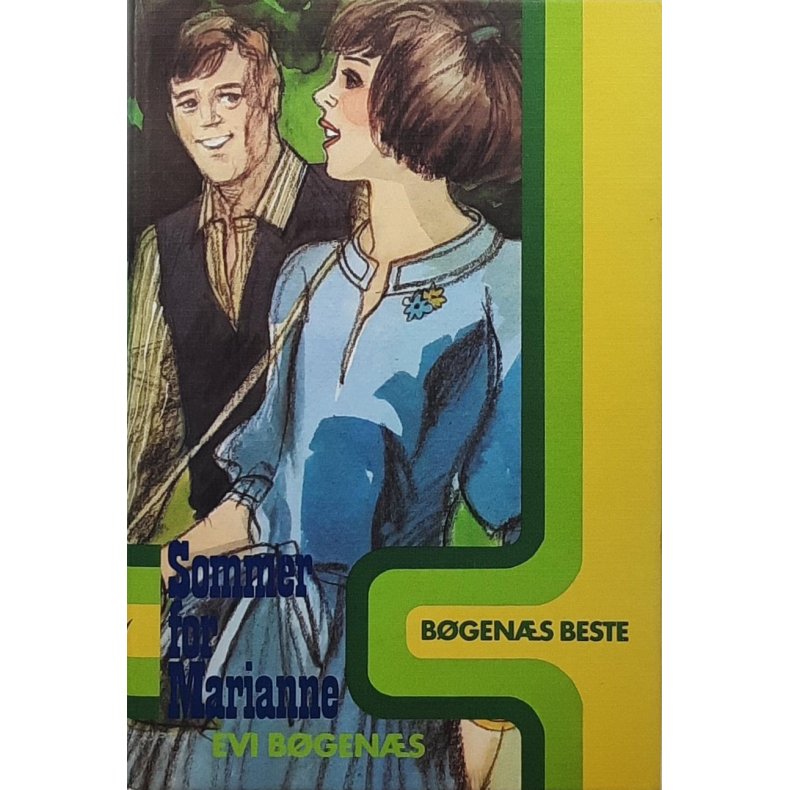 Sommer
for
Marianne
EVI BØGENÆS
BØGENÆS BESTE